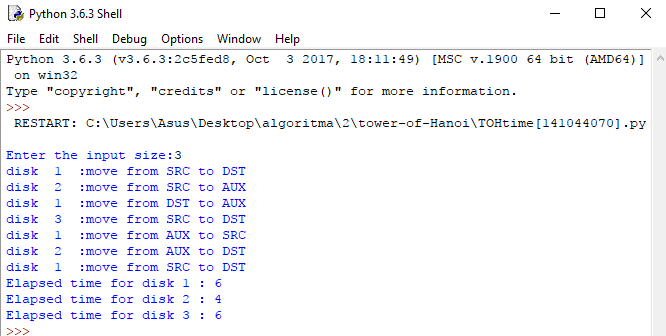 Python 3.6.3 Shell
File Edit Shell Debug Options Window Help
Python 3.6.3 (v3.6.3:2c5fed8, Oct  3 2017, 18:11:49) [MSC v.1900 64 bit (AMD64)]
 on win32
Type "copyright", "credits" or "license()" for more information.
>>>
 RESTART: C:\Users\Asus\Desktop\algoritma\2\tower-of-Hanoi\TOHtime[141044070].py
Enter the input size:3
disk  1  :move from SRC to DST
disk  2  :move from SRC to AUX
disk  1  :move from DST to AUX
disk  3  :move from SRC to DST
disk  1  :move from AUX to SRC
disk  2  :move from AUX to DST
disk  1  :move from SRC to DST
Elapsed time for disk 1 : 6
Elapsed time for disk 2 : 4
Elapsed time for disk 3 : 6
>>>